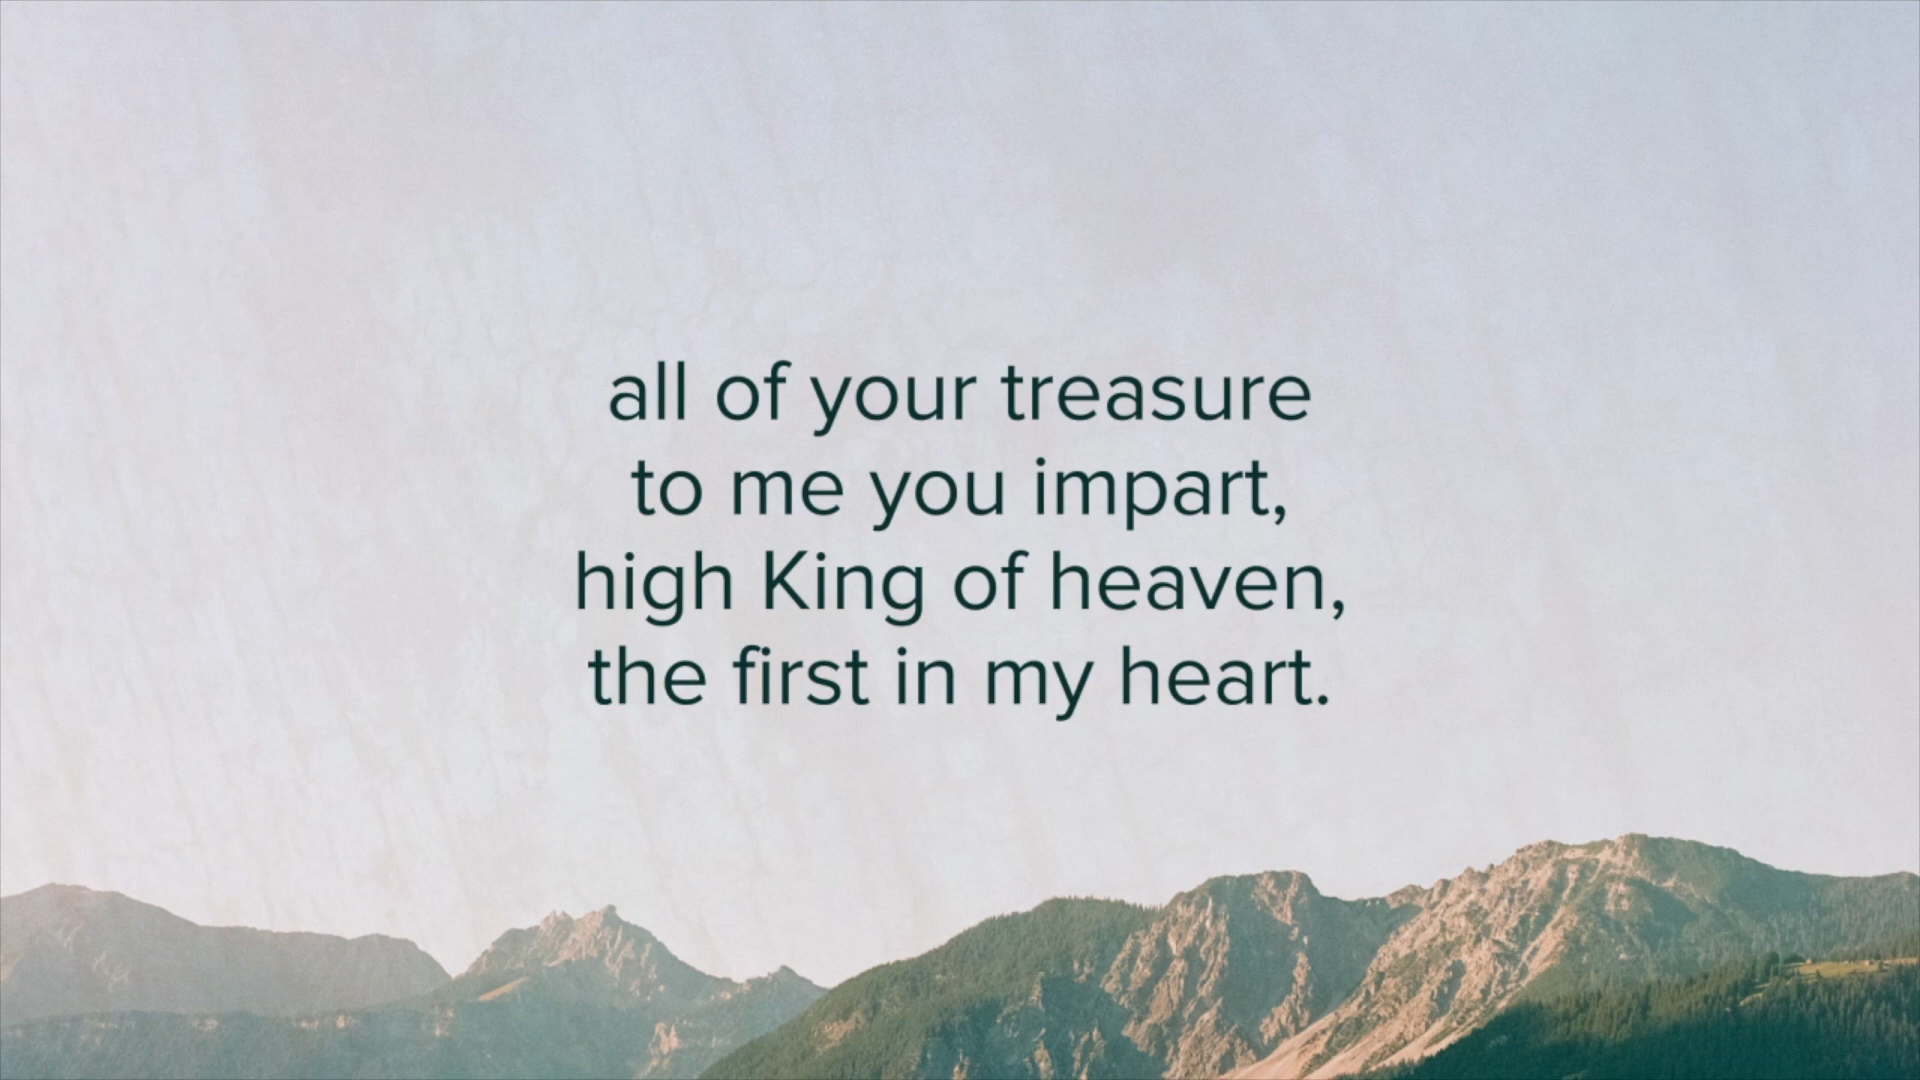 all of your treasure
to me you impart,
high King of heaven,
the first in my heart.